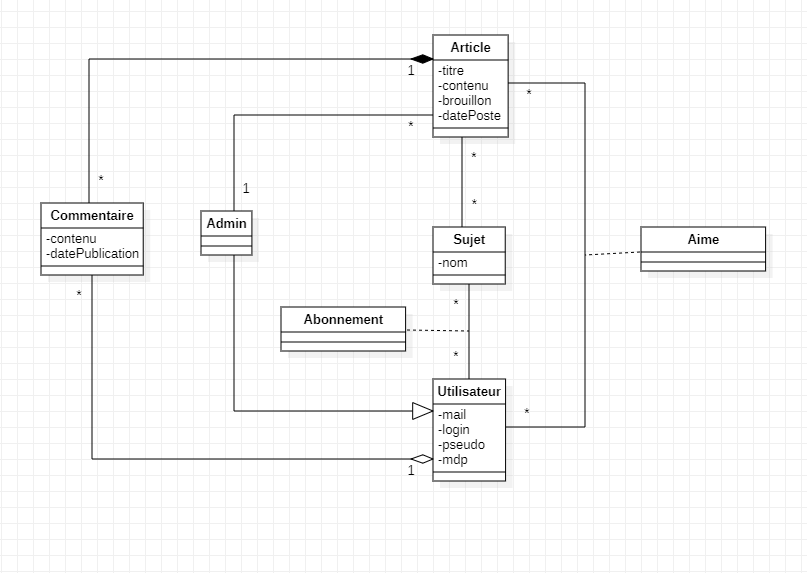 Article
-titre
-contenu
-brouillon
-datePoste
1
*
*
*
1
*
*
Commentaire
-contenu
-datePublication
Admin
Sujet
-nom
Aime
*
*
Abonnement
*
*
Utilisateur
-mail
-login
-pseudo
-mdp
1